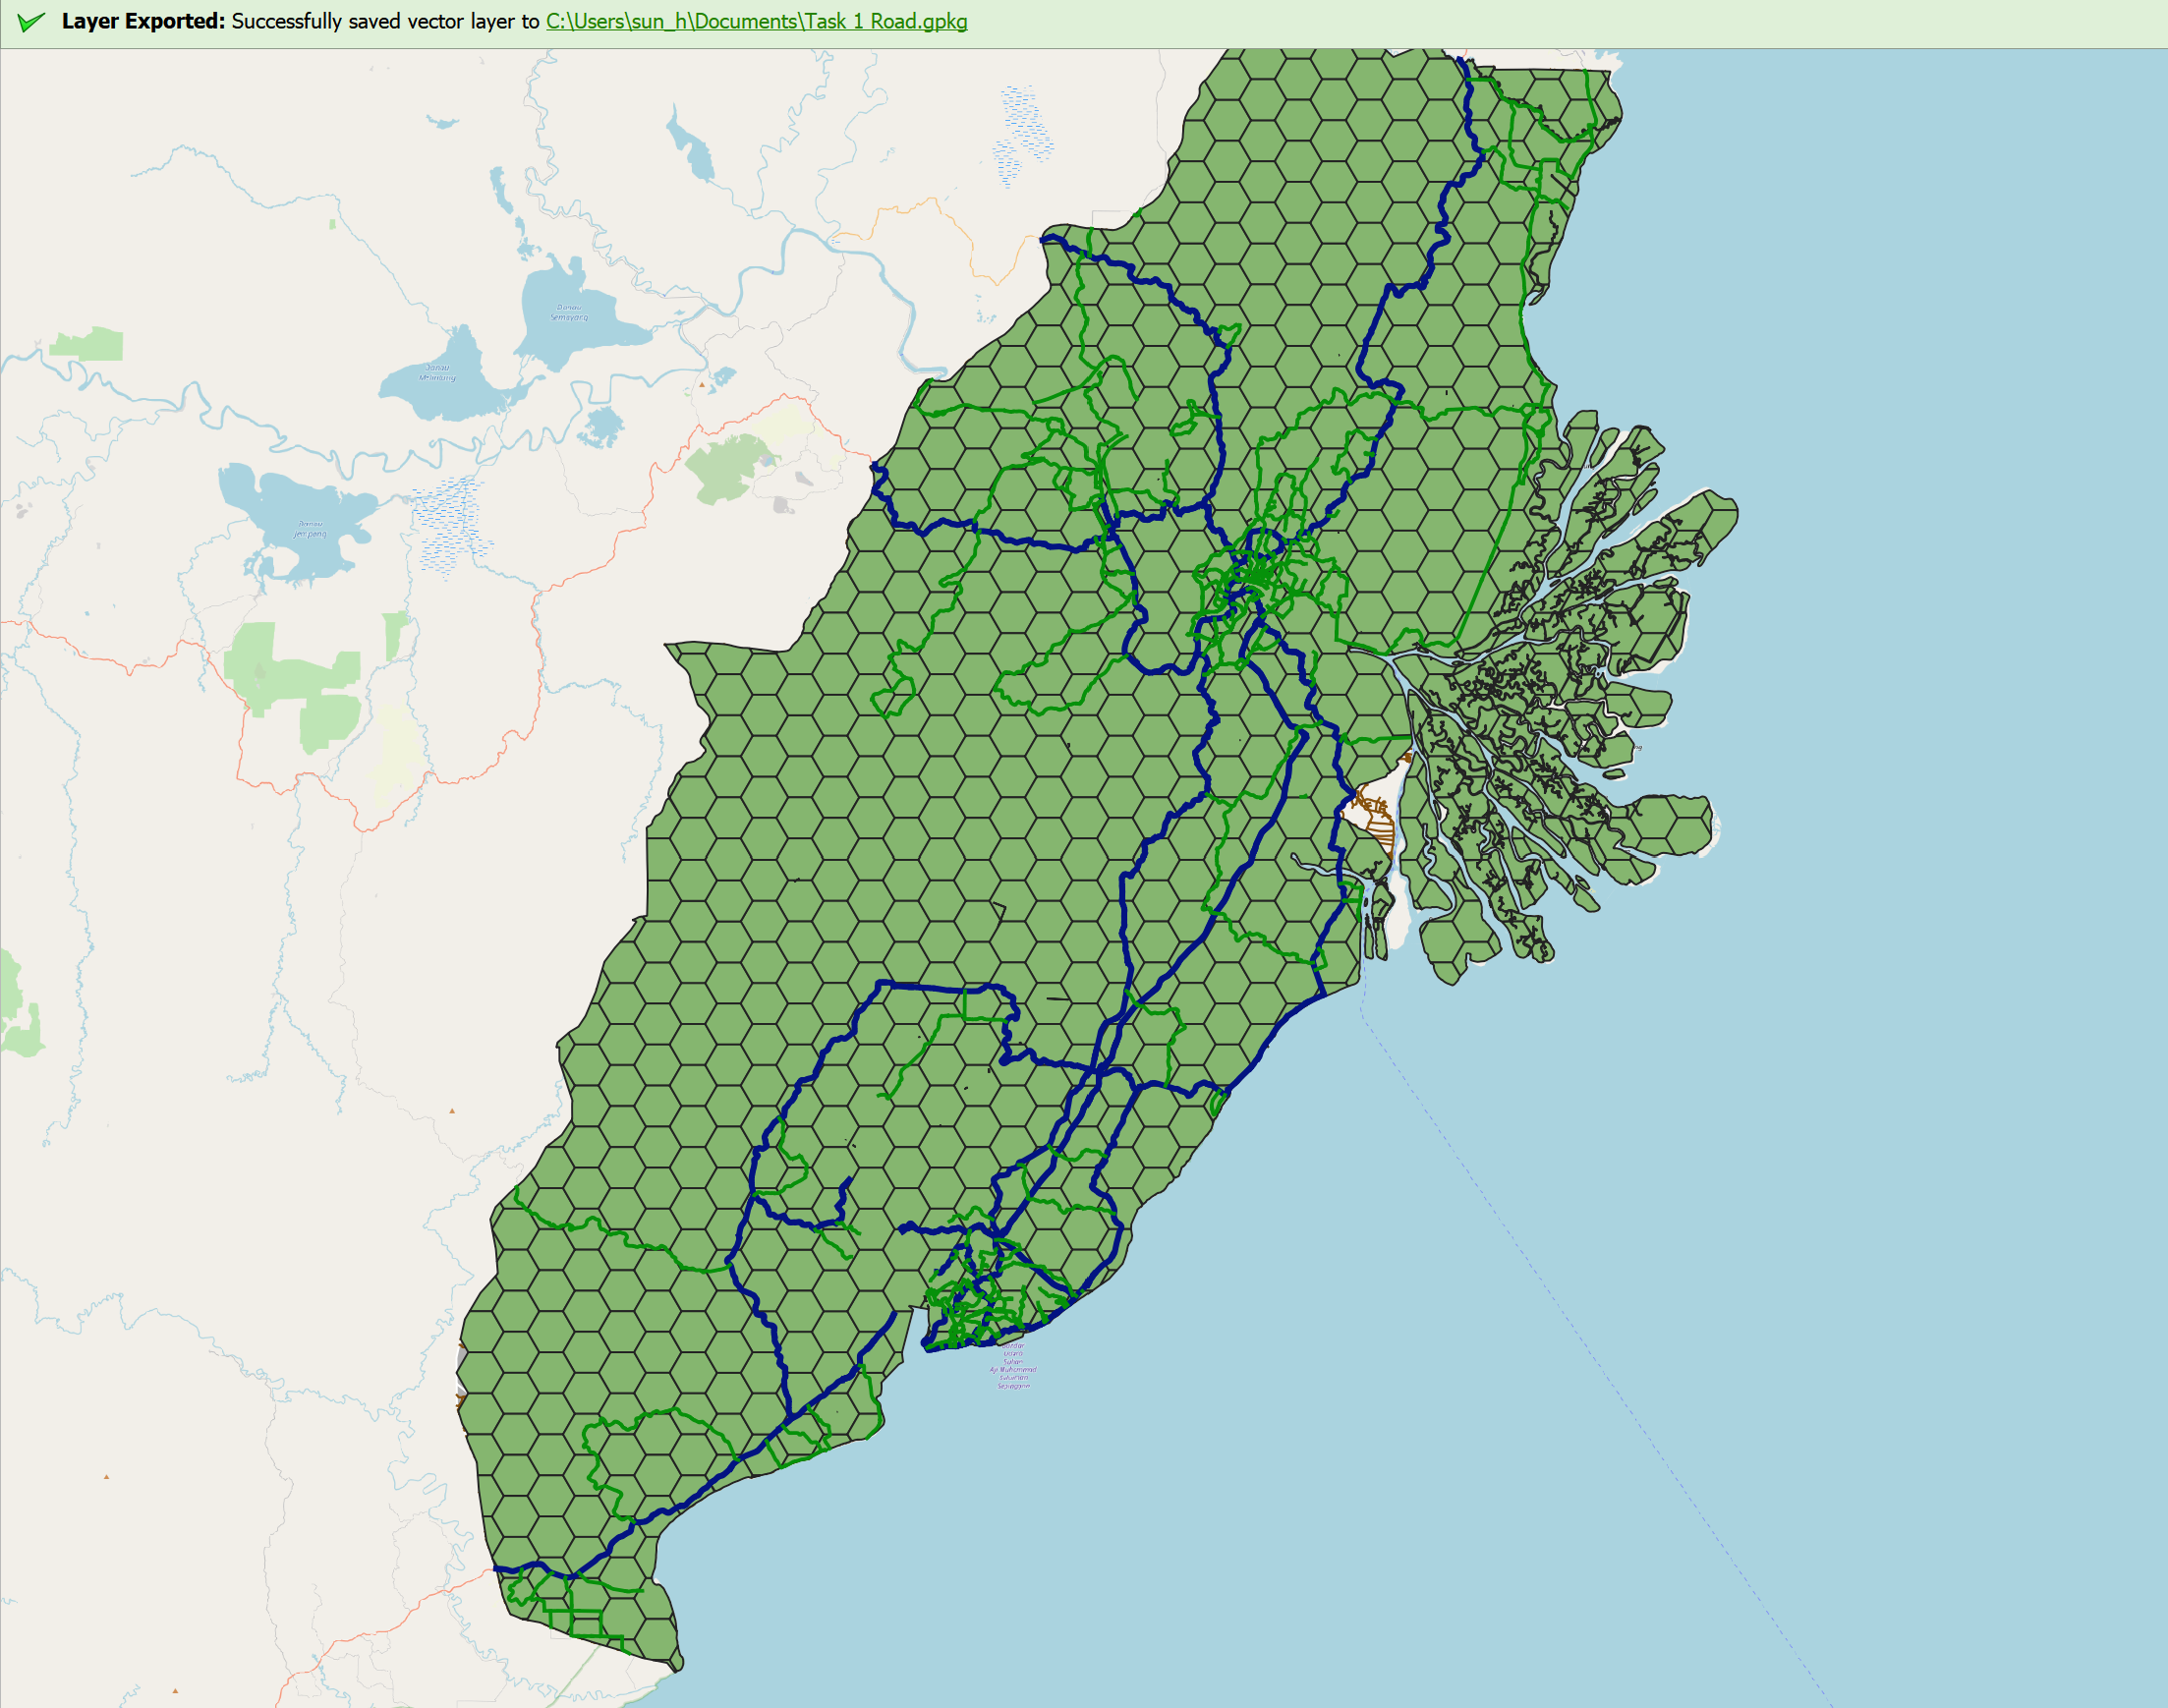 Layer Exported: Successfully saved vector layer to C:\Users\sun_h\Documents\Task 1 Road.gpkg
Danau
Semayang
Danau
Melintang
Danau
Jempang
Bandar
Udara
Sultan
Aji Muhammad
Sulaiman
Sepinggan